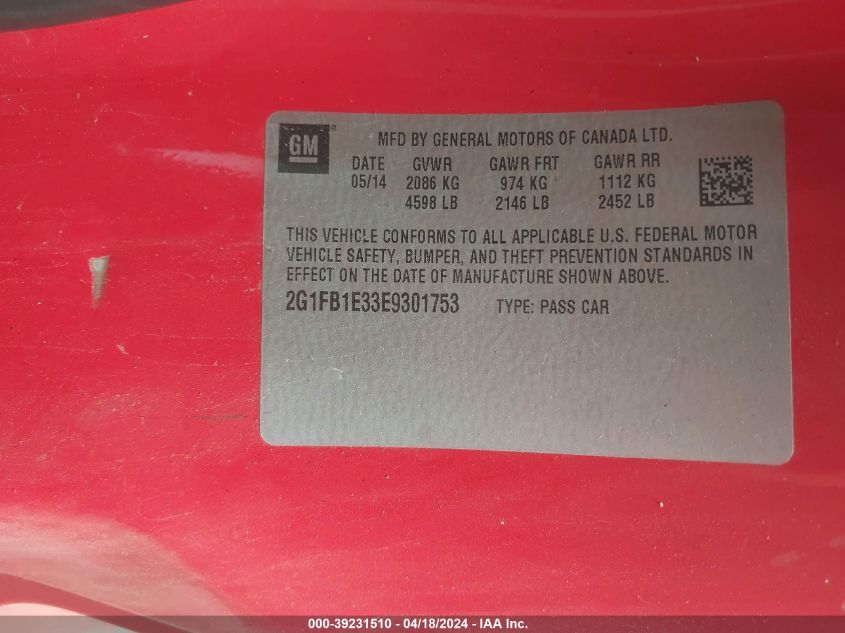 GM
MFD BY GENERAL MOTORS OF CANADA LTD.
DATE GVWR GAWR FRT GAWR RR
05/14 2086 KG 974 KG 1112 KG
4598 LB 2146 LB 2452 LB
THIS VEHICLE CONFORMS TO ALL APPLICABLE U.S. FEDERAL MOTOR
VEHICLE SAFETY, BUMPER, AND THEFT PREVENTION STANDARDS IN
EFFECT ON THE DATE OF MANUFACTURE SHOWN ABOVE.
2G1FB1E33E9301753 TYPE: PASS CAR
000-39231510 - 04/18/2024 - IAA Inc.